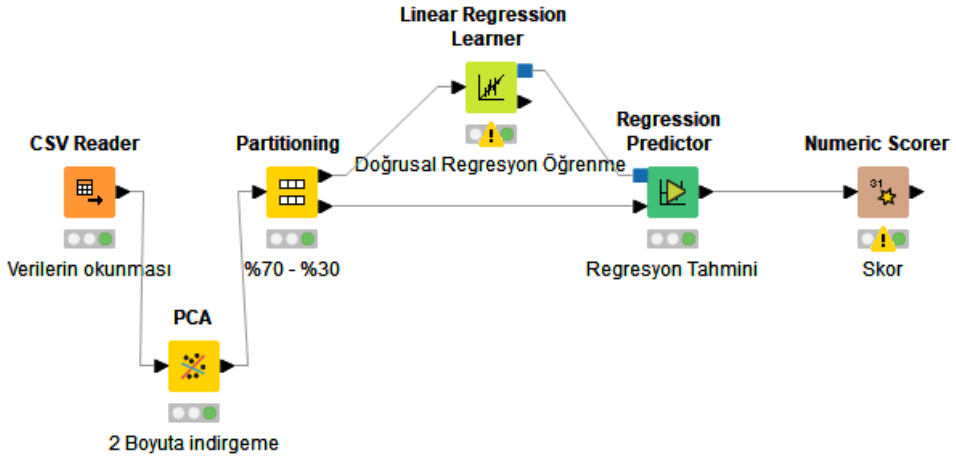 Linear Regression
Learner
Doğrusal Regresyon Öğrenme
CSV Reader
Verilerin okunması
Partitioning
%70 - %30
Regression
Predictor
Regresyon Tahmini
Numeric Scorer
31
Skor
PCA
2 Boyuta indirgeme